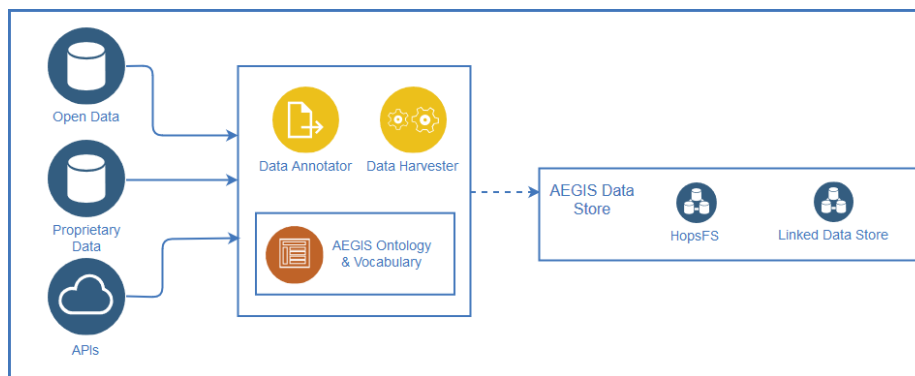 Open Data
Proprietary
Data
APIs
Data Annotator
Data Harvester
AEGIS Ontology
& Vocabulary
AEGIS Data
Store
HopsFS
Linked Data Store